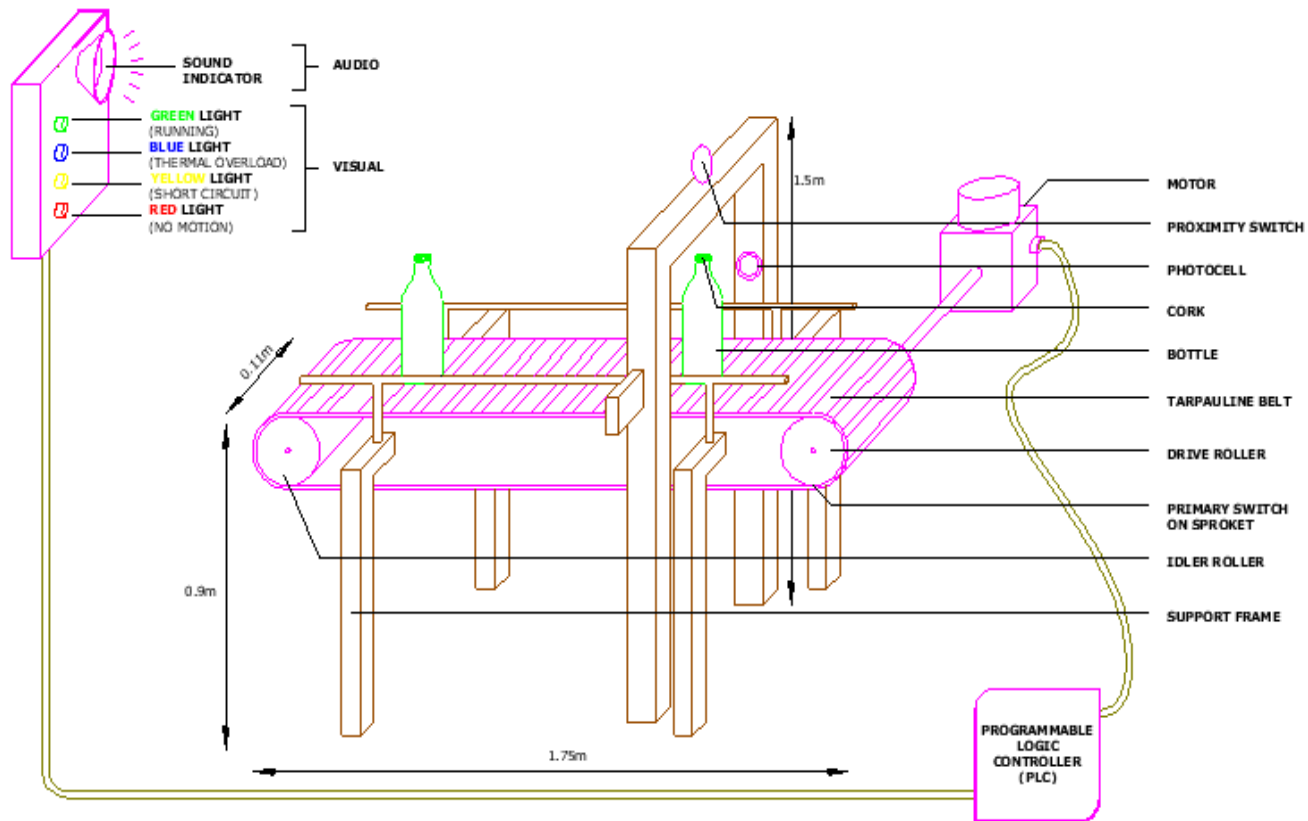 SOUND
INDICATOR
AUDIO
GREEN LIGHT
(RUNNING)
BLUE LIGHT
(THERMAL OVERLOAD)
YELLOW LIGHT
(SHORT CIRCUIT)
RED LIGHT
(NO MOTION)
VISUAL
1.5m
0.11m
0.9m
1.75m
MOTOR
PROXIMITY SWITCH
PHOTOCELL
CORK
BOTTLE
TARPAULINE BELT
DRIVE ROLLER
PRIMARY SWITCH
ON SPROKET
IDLER ROLLER
SUPPORT FRAME
PROGRAMMABLE
LOGIC
CONTROLLER
(PLC)